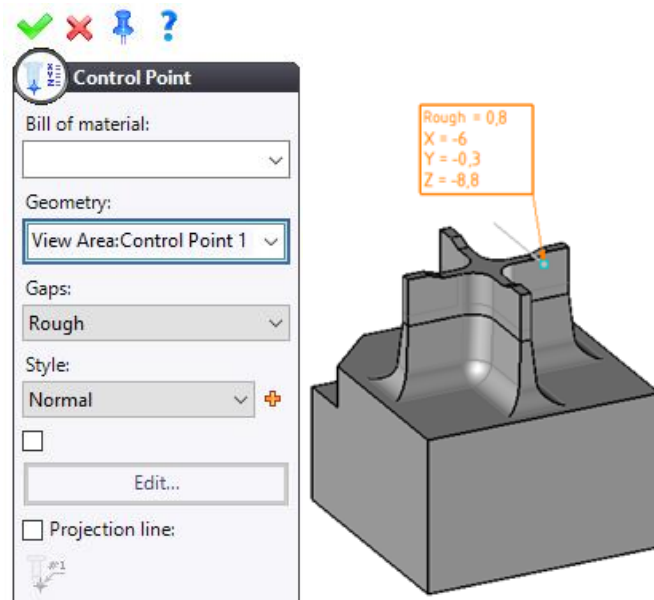 ?
Control Point
Bill of material:
Geometry:
View Area:Control Point 1
Gaps:
Rough
Style:
Normal
Edit...
Projection line:
#1
Rough = 0,8
X = -6
Y = -0,3
Z = -8,8